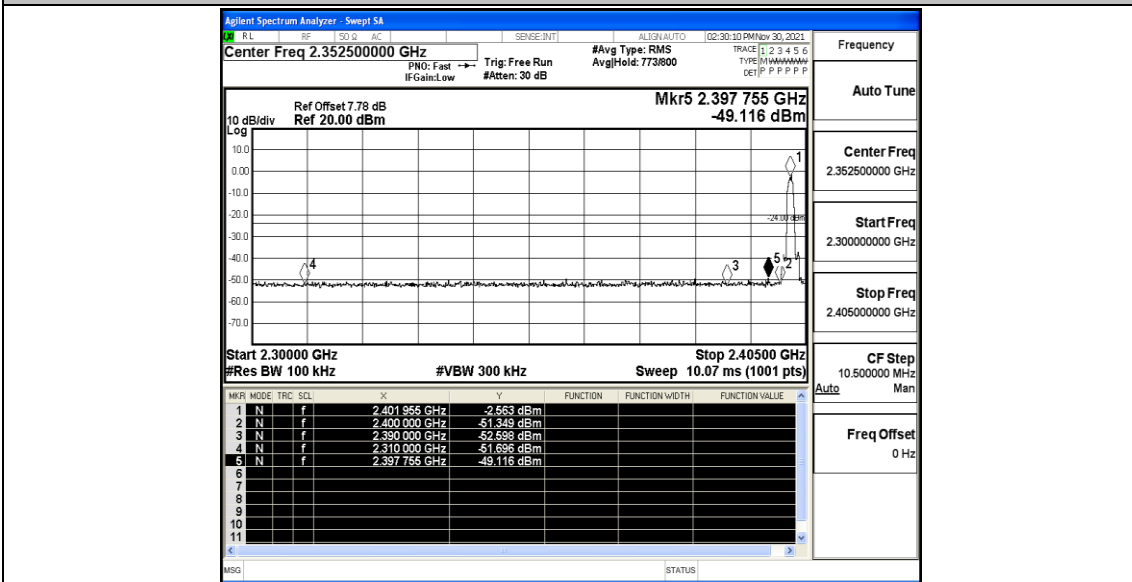 Agilent Spectrum Analyzer - Swept SA
RL RF 50 Ω AC SENSE:INT ALIGNAUTO 02:30:10 PMNov 30, 2021
Center Freq 2.352500000 GHz
PNO: Fast
IFGain:Low
Trig: Free Run
#Atten: 30 dB
#Avg Type: RMS
Avg|Hold: 773/800
TRACE 1 2 3 4 5 6
TYPE MWWWWW
DET P P P P P P
Ref Offset 7.78 dB
10 dB/div Ref 20.00 dBm
Log
Mkr5 2.397 755 GHz
-49.116 dBm
10.0
0.00
-10.0
-20.0
-30.0
-40.0
-50.0
-60.0
-70.0
1
-24.00 dBm
4
3
5
2
Start 2.30000 GHz Stop 2.40500 GHz
#Res BW 100 kHz #VBW 300 kHz Sweep 10.07 ms (1001 pts)
MKR MODE TRC SCL X Y FUNCTION FUNCTION WIDTH FUNCTION VALUE
1 N f 2.401 955 GHz -2.563 dBm
2 N f 2.400 000 GHz -51.349 dBm
3 N f 2.390 000 GHz -52.598 dBm
4 N f 2.310 000 GHz -51.696 dBm
5 N f 2.397 755 GHz -49.116 dBm
6
7
8
9
10
11
MSG STATUS
Frequency
Auto Tune
Center Freq
2.352500000 GHz
Start Freq
2.300000000 GHz
Stop Freq
2.405000000 GHz
CF Step
10.500000 MHz
Auto Man
Freq Offset
0 Hz